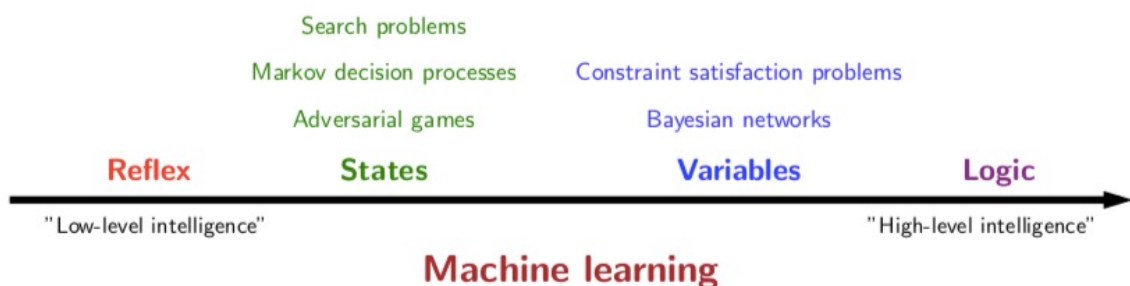 Search problems
Markov decision processes Constraint satisfaction problems
Adversarial games Bayesian networks
Reflex States Variables Logic
"Low-level intelligence" "High-level intelligence"
Machine learning